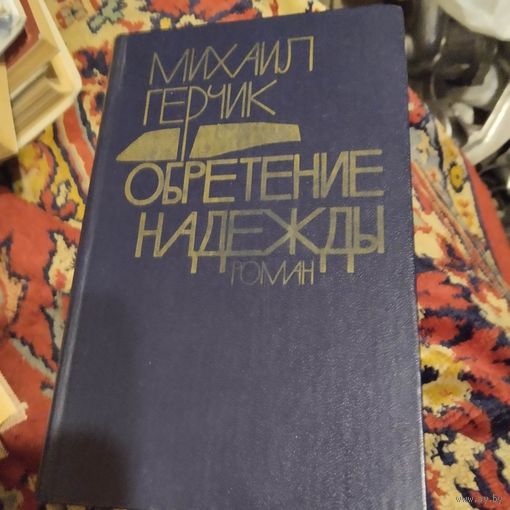 МИХАИЛ
ГЕРЧИК
ОБРЕТЕНИЕ
НАДЕЖДЫ
РОМАН